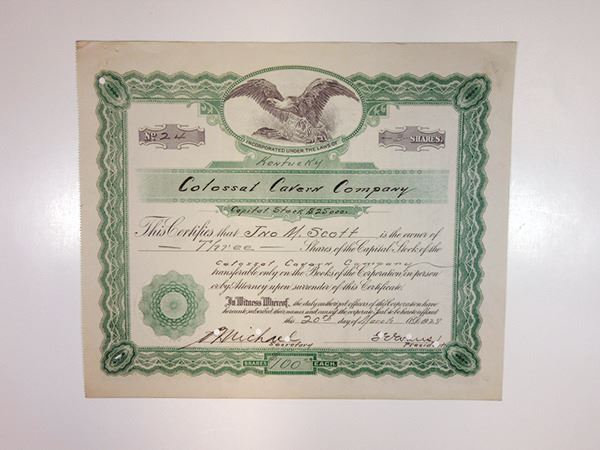 INCORPORATED UNDER THE LAWS OF
Kentucky
No 24
SHARES.
Colossal Cavern Company
Capital Stock $25000.
This Certifies that Jno M. Scott is the owner of
Three Shares of the Capital Stock of the
Colossal Cavern Company
transferable only on the Books of the Corporation in person
or by Attorney upon surrender of this Certificate.
In Witness Whereof, the duly authorized officers of this Corporation have
hereunto subscribed their names and caused the corporate Seal to be hereto affixed
this 20th day of March 1928
Secretary
President
SHARES 100 EACH.